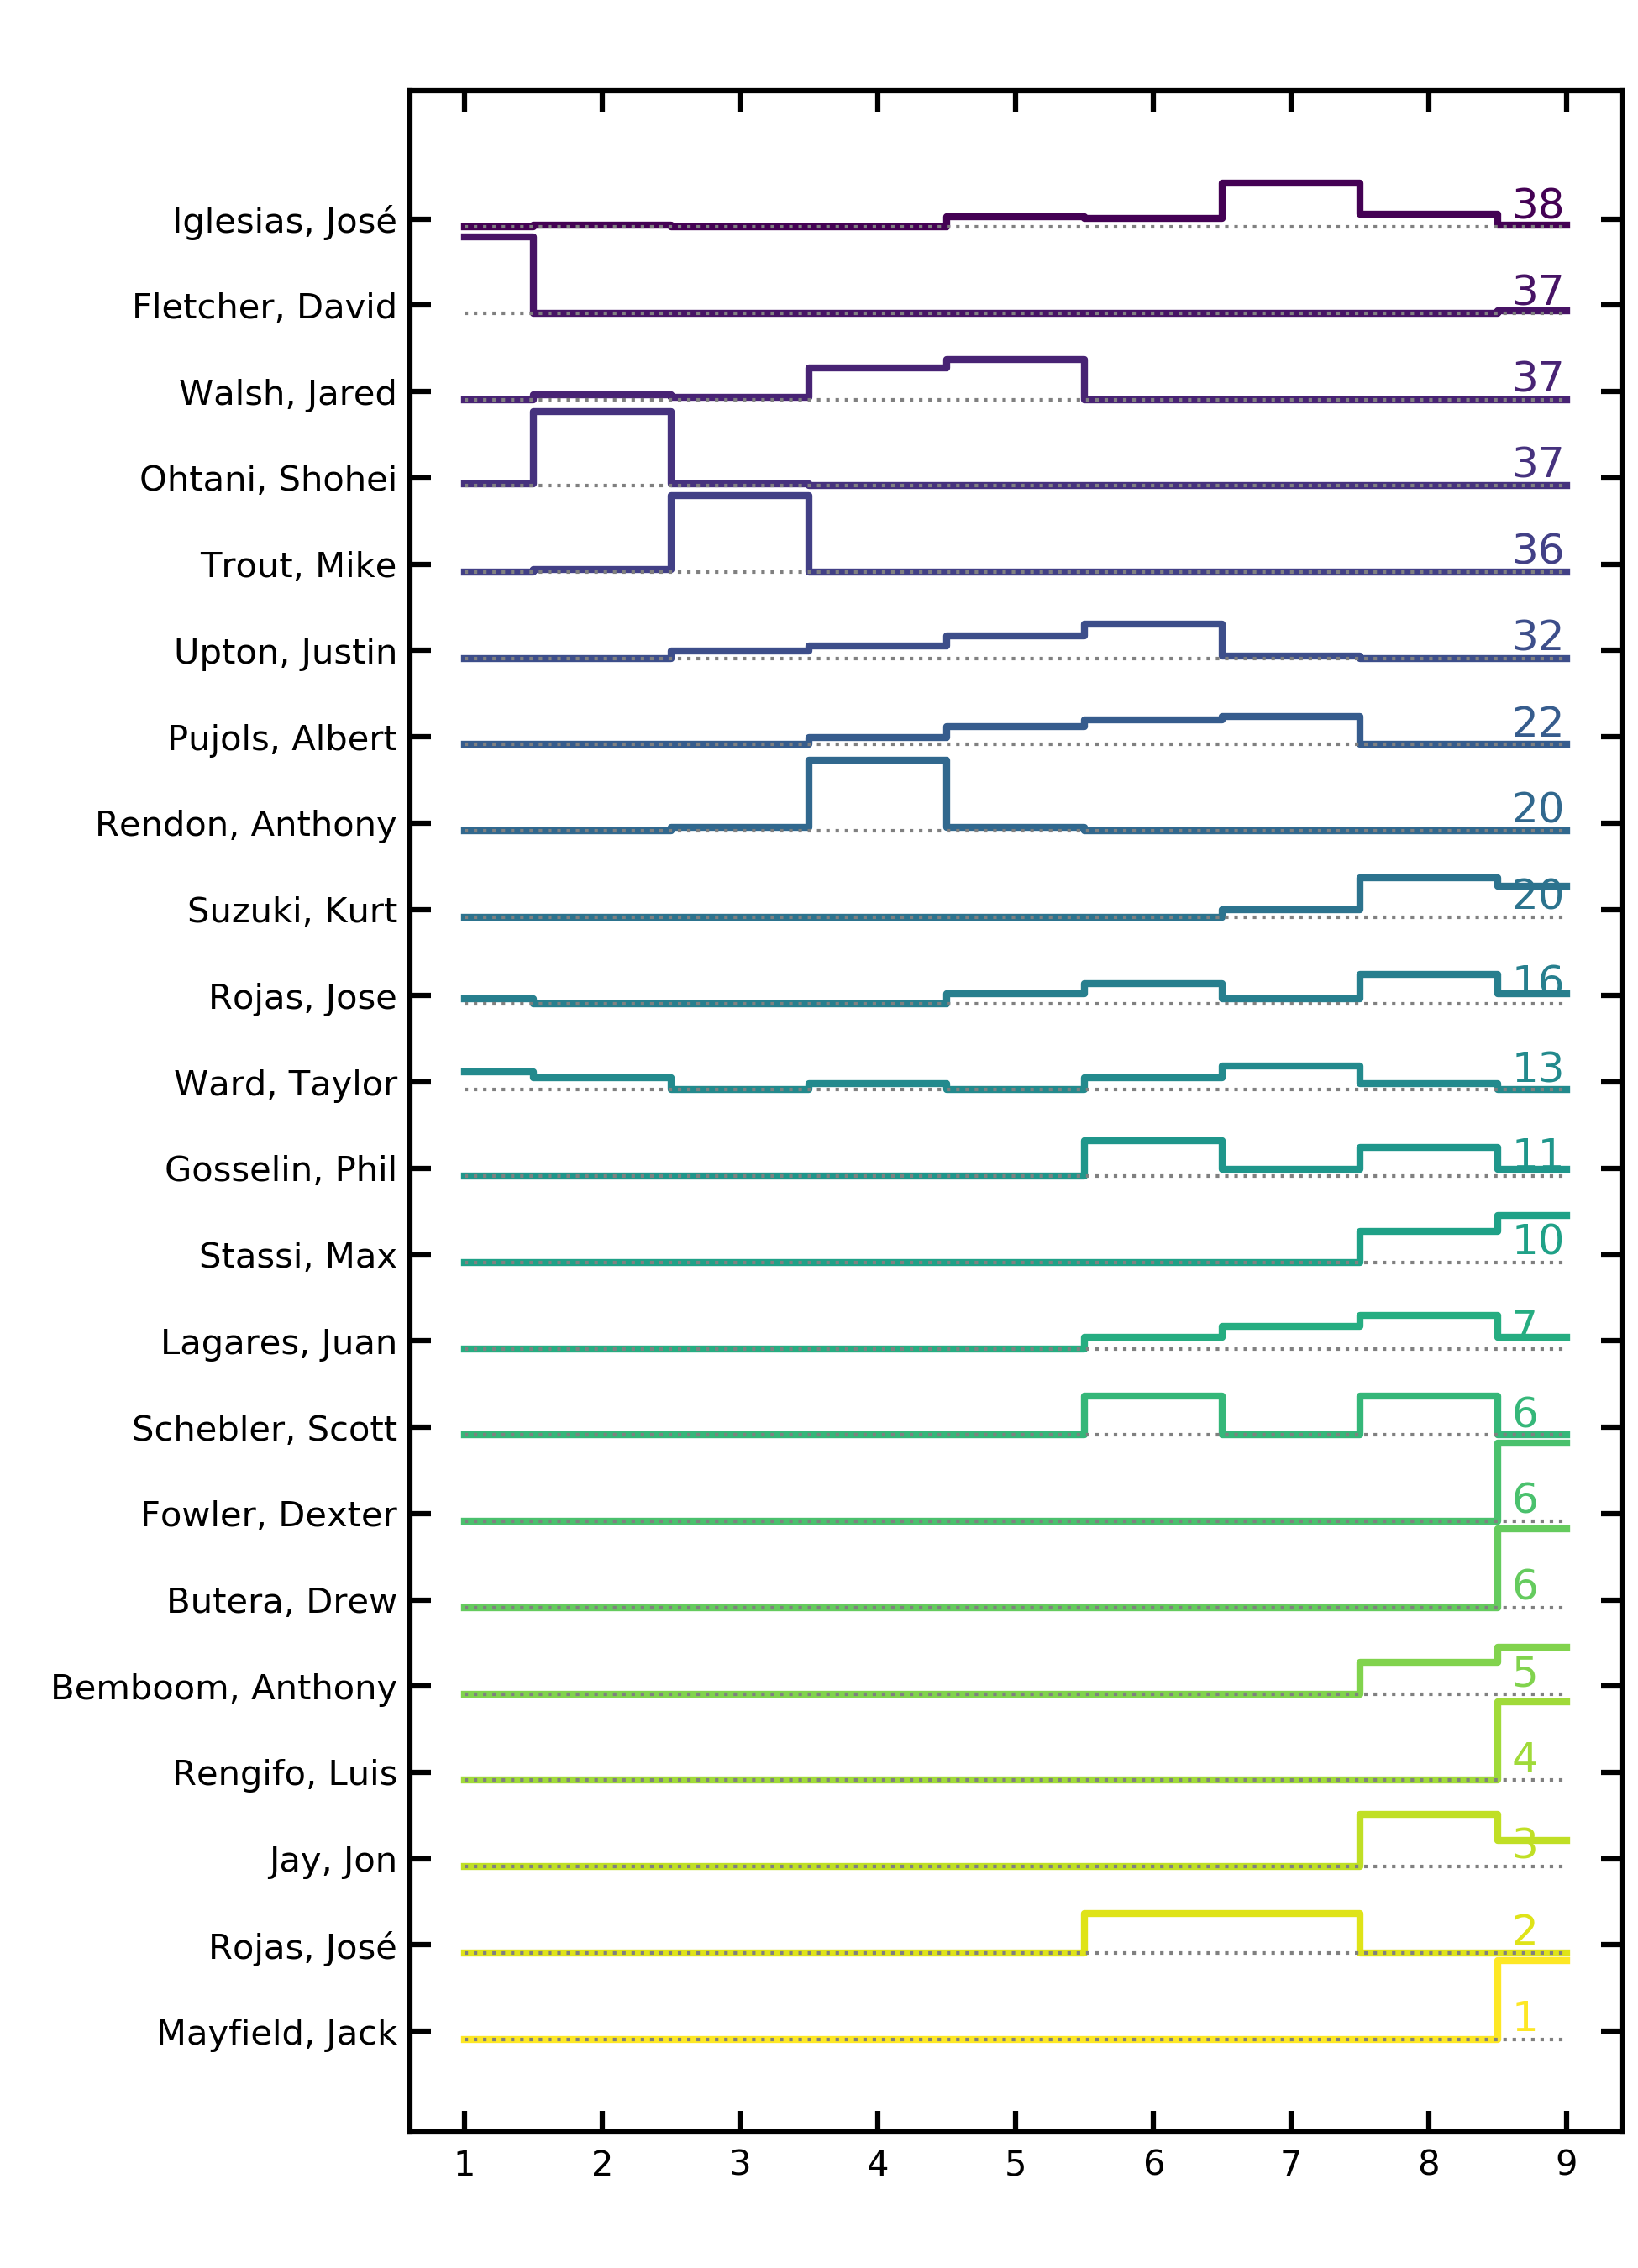 Iglesias, José 38
Fletcher, David 37
Walsh, Jared 37
Ohtani, Shohei 37
Trout, Mike 36
Upton, Justin 32
Pujols, Albert 22
Rendon, Anthony 20
Suzuki, Kurt 20
Rojas, Jose 16
Ward, Taylor 13
Gosselin, Phil 11
Stassi, Max 10
Lagares, Juan 7
Schebler, Scott 6
Fowler, Dexter 6
Butera, Drew 6
Bemboom, Anthony 5
Rengifo, Luis 4
Jay, Jon 3
Rojas, José 2
Mayfield, Jack 1
1 2 3 4 5 6 7 8 9